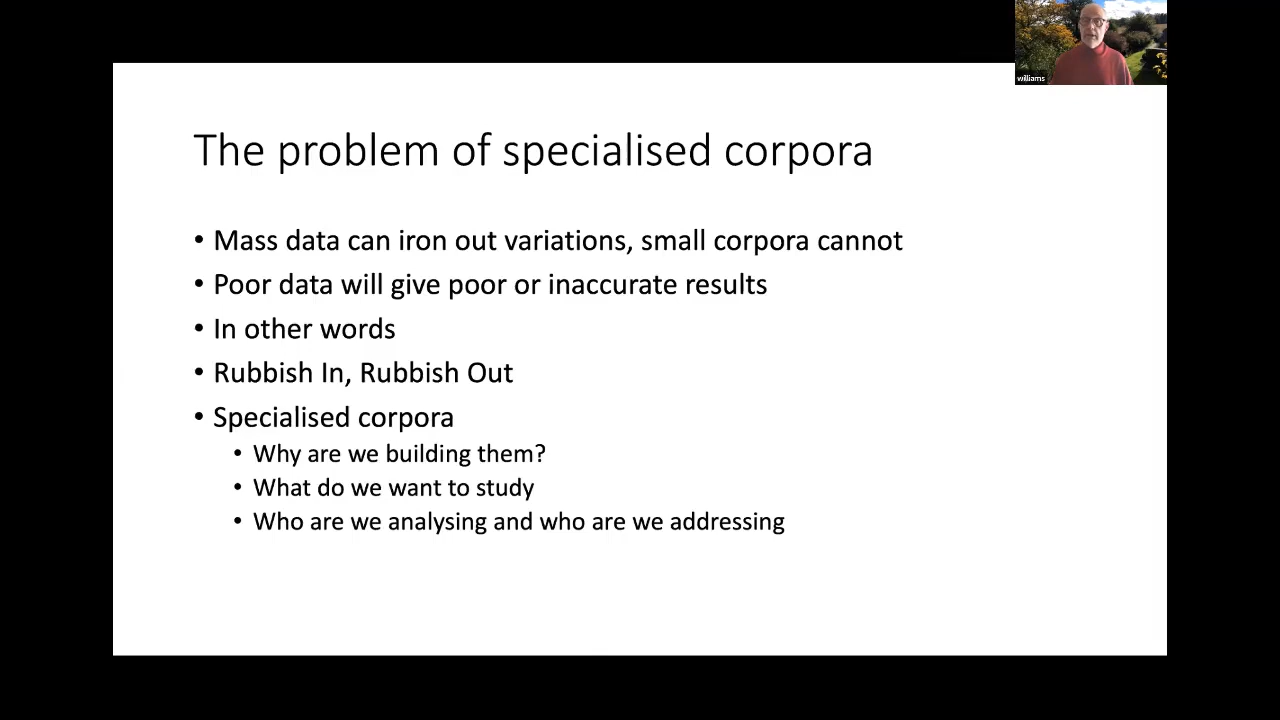 williams
The problem of specialised corpora
• Mass data can iron out variations, small corpora cannot
• Poor data will give poor or inaccurate results
• In other words
• Rubbish In, Rubbish Out
• Specialised corpora
• Why are we building them?
• What do we want to study
• Who are we analysing and who are we addressing